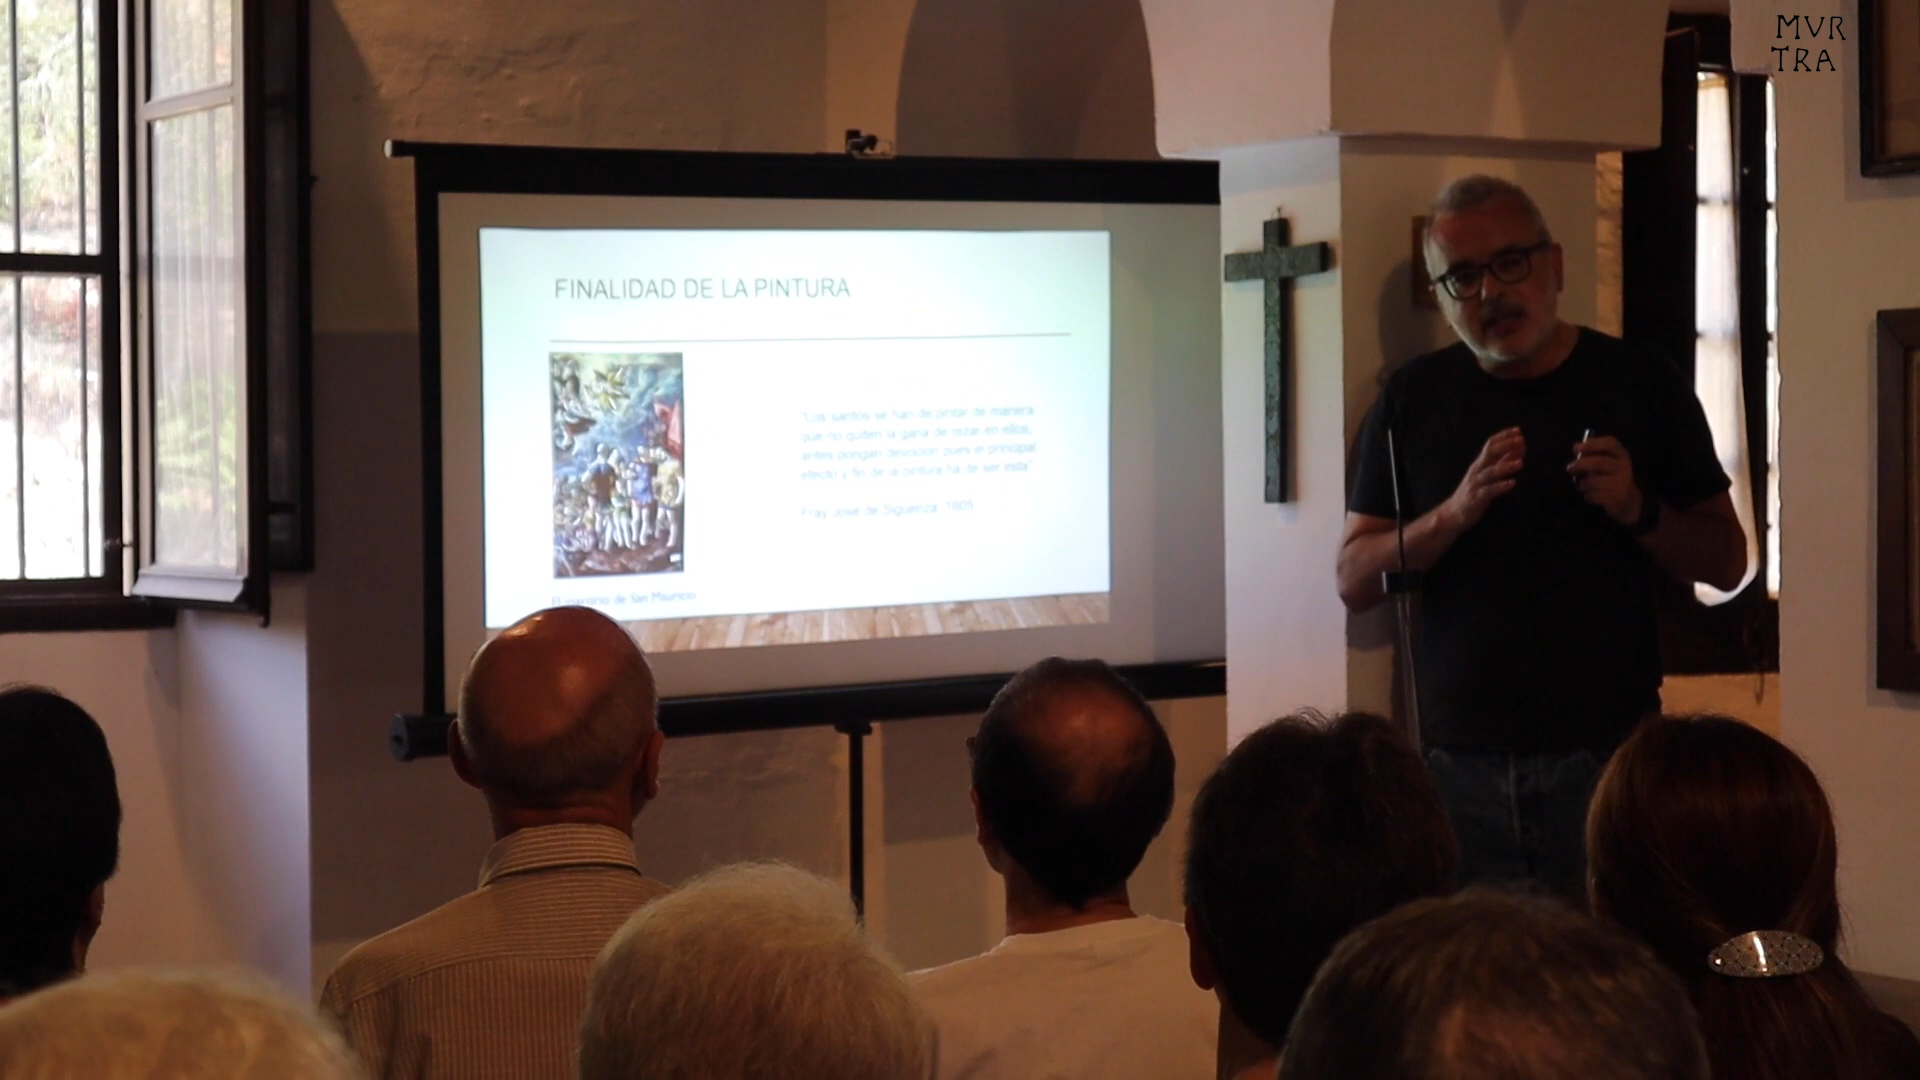 MVR
TRA
FINALIDAD DE LA PINTURA
"Los santos se han de pintar de manera
que no quiten la gana de rezar en ellos,
antes pongan devoción pues el principal
efecto y fin de la pintura ha de ser esta"
Fray José de Sigüenza, 1605
El martirio de San Mauricio